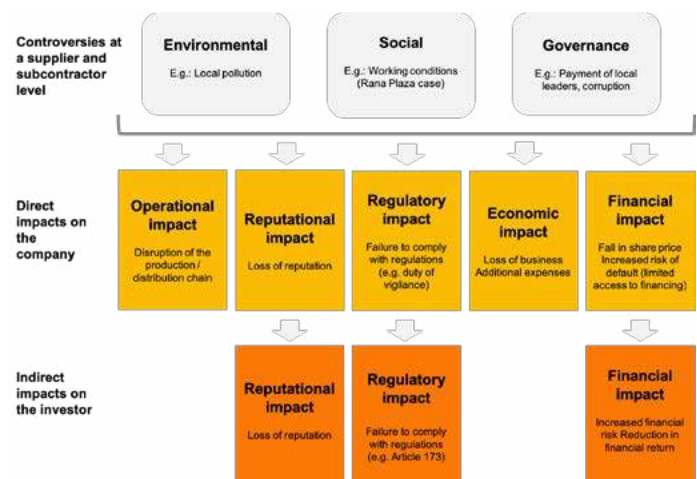 Controversies at
a supplier and
subcontractor
level
Environmental
E.g.: Local pollution
Social
E.g.: Working conditions
(Rana Plaza case)
Governance
E.g.: Payment of local
leaders, corruption
Direct
impacts on
the
company
Operational
impact
Disruption of the
production /
distribution chain
Reputational
impact
Loss of reputation
Regulatory
impact
Failure to comply
with regulations
(e.g. duty of
vigilance)
Economic
impact
Loss of business
Additional expenses
Financial
impact
Fall in share price
Increased risk of
default (limited
access to financing)
Indirect
impacts on
the investor
Reputational
impact
Loss of reputation
Regulatory
impact
Failure to comply
with regulations
(e.g. Article 173)
Financial
impact
Increased financial
risk Reduction in
financial return